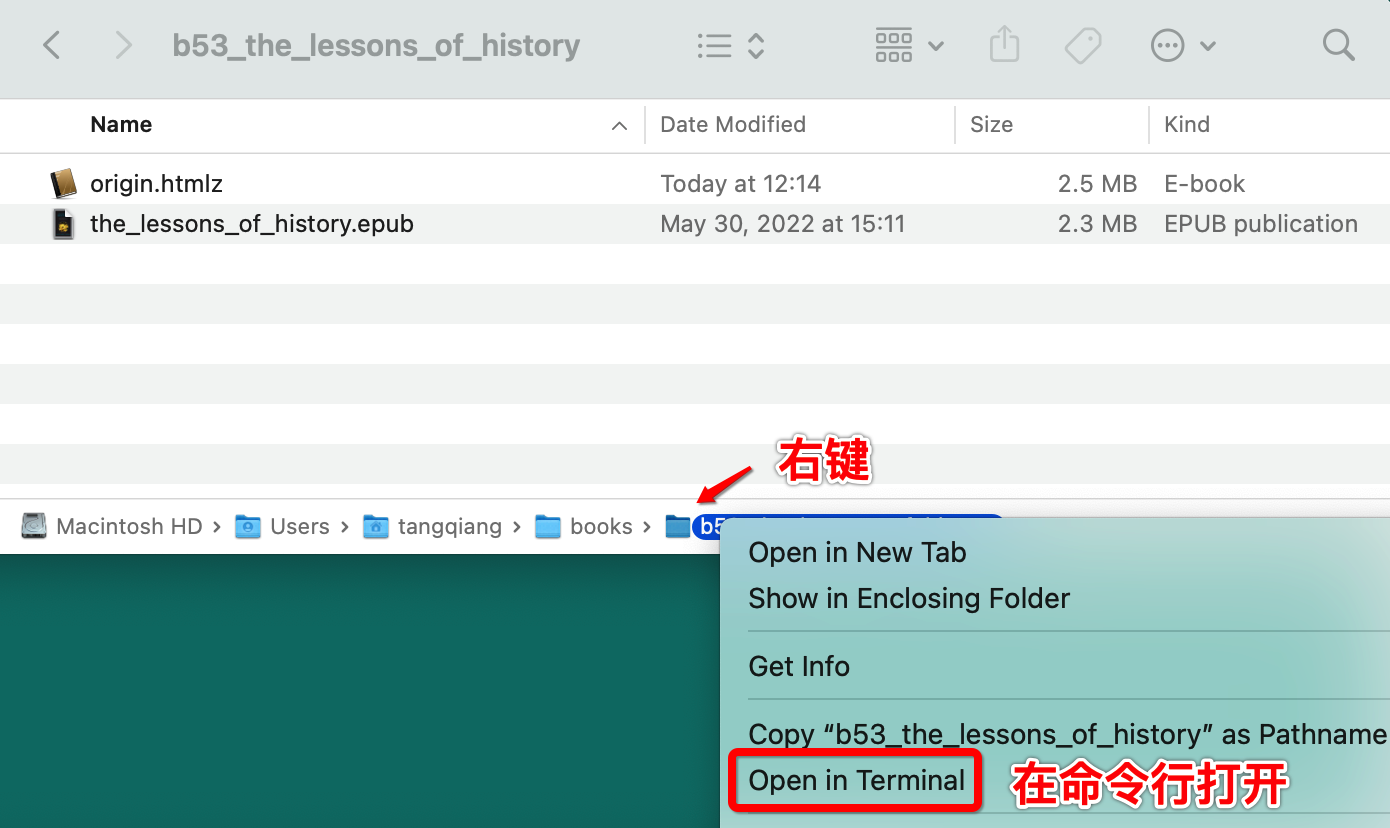 b53_the_lessons_of_history
Name
Date Modified
Size
Kind
origin.htmlz
Today at 12:14
2.5 MB
E-book
the_lessons_of_history.epub
May 30, 2022 at 15:11
2.3 MB
EPUB publication
右键
Macintosh HD › Users › tangqiang › books ›
Open in New Tab
Show in Enclosing Folder
Get Info
Copy “b53_the_lessons_of_history” as Pathname
Open in Terminal
在命令行打开